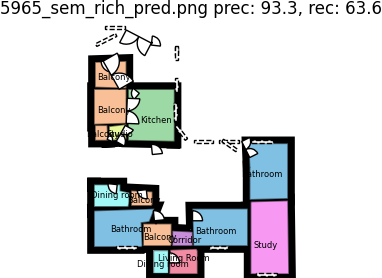 5965_sem_rich_pred.png prec: 93.3, rec: 63.6
Balcony
Balcony
Kitchen
Balcony
athroom
Dining room
Balcony
Bathroom
Bathroom
Balcony
Corridor
Study
Living Room
Dining room